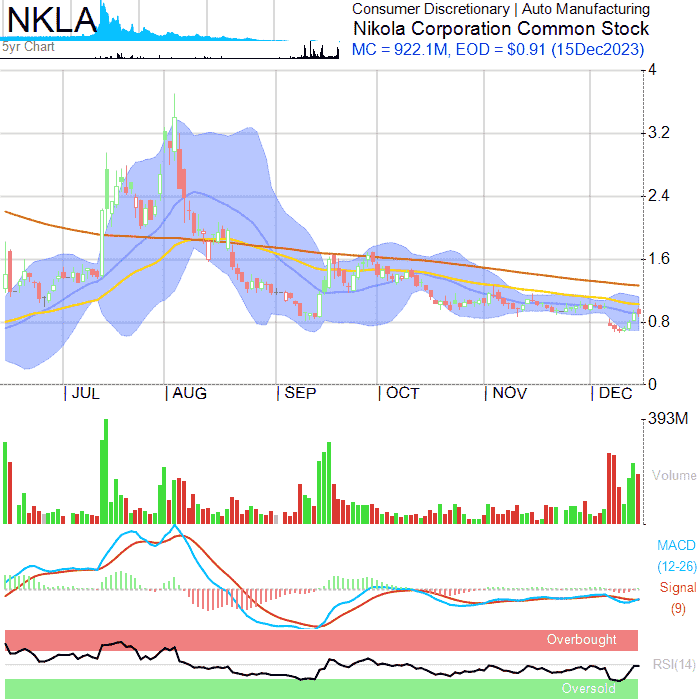 NKLA
5yr Chart
Consumer Discretionary | Auto Manufacturing
Nikola Corporation Common Stock
MC = 922.1M, EOD = $0.91 (15Dec2023)
4
3.2
2.4
1.6
0.8
0
| JUL | AUG | SEP | OCT | NOV | DEC
393M
Volume
MACD
(12-26)
Signal
(9)
Overbought
RSI(14)
Oversold